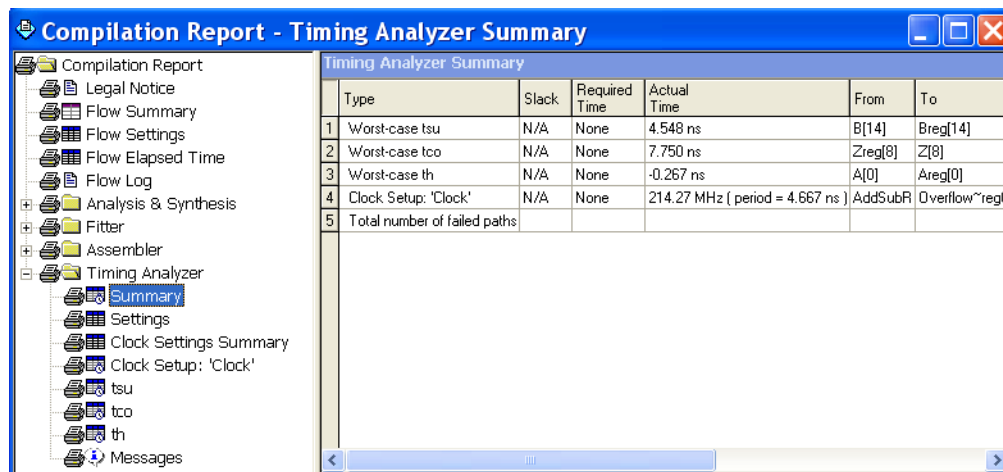 Compilation Report - Timing Analyzer Summary
Compilation Report
Legal Notice
Flow Summary
Flow Settings
Flow Elapsed Time
Flow Log
Analysis & Synthesis
Fitter
Assembler
Timing Analyzer
Summary
Settings
Clock Settings Summary
Clock Setup: 'Clock'
tsu
tco
th
Messages
Timing Analyzer Summary
Type Slack Required Time Actual Time From To
1 Worst-case tsu N/A None 4.548 ns B[14] Breg[14]
2 Worst-case tco N/A None 7.750 ns Zreg[8] Z[8]
3 Worst-case th N/A None -0.267 ns A[0] Areg[0]
4 Clock Setup: 'Clock' N/A None 214.27 MHz ( period = 4.667 ns ) AddSubR Overflow~reg
5 Total number of failed paths